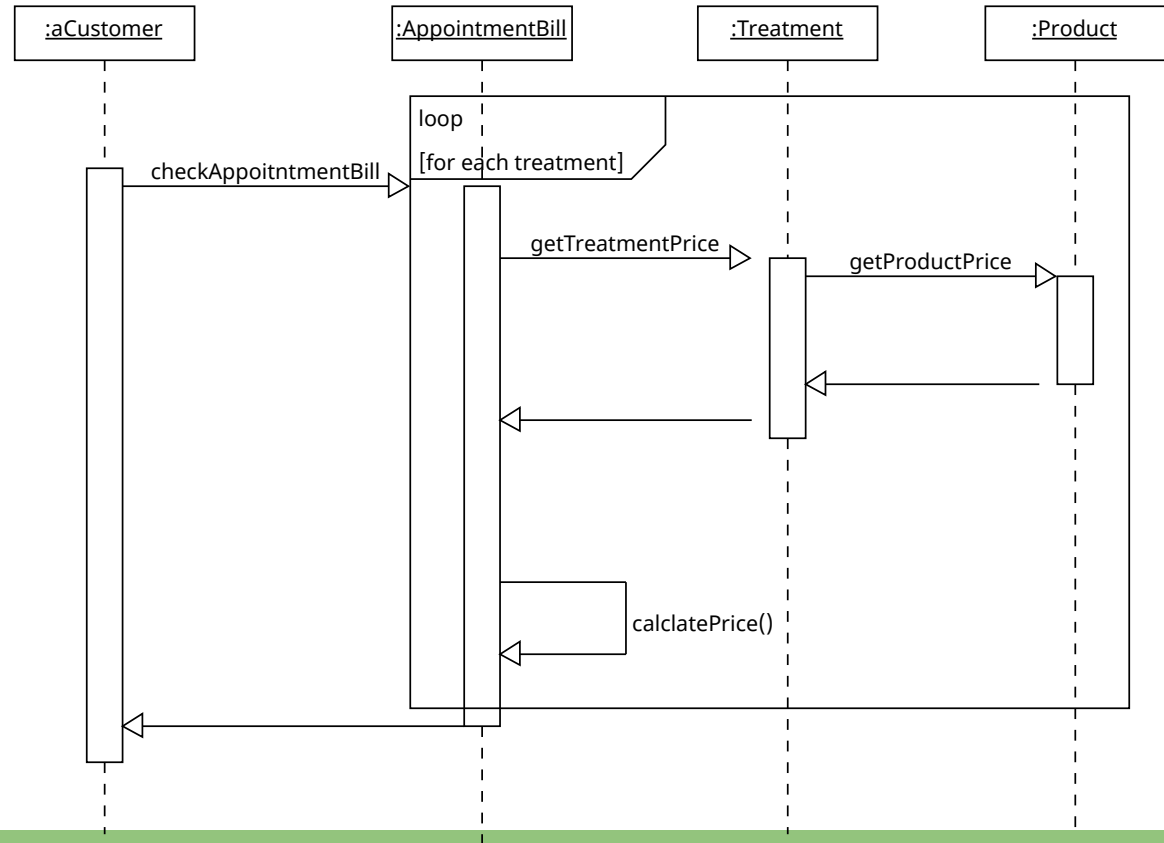 :aCustomer
:AppointmentBill
:Treatment
:Product
loop
[for each treatment]
checkAppoitntmentBill
getTreatmentPrice
getProductPrice
calclatePrice()